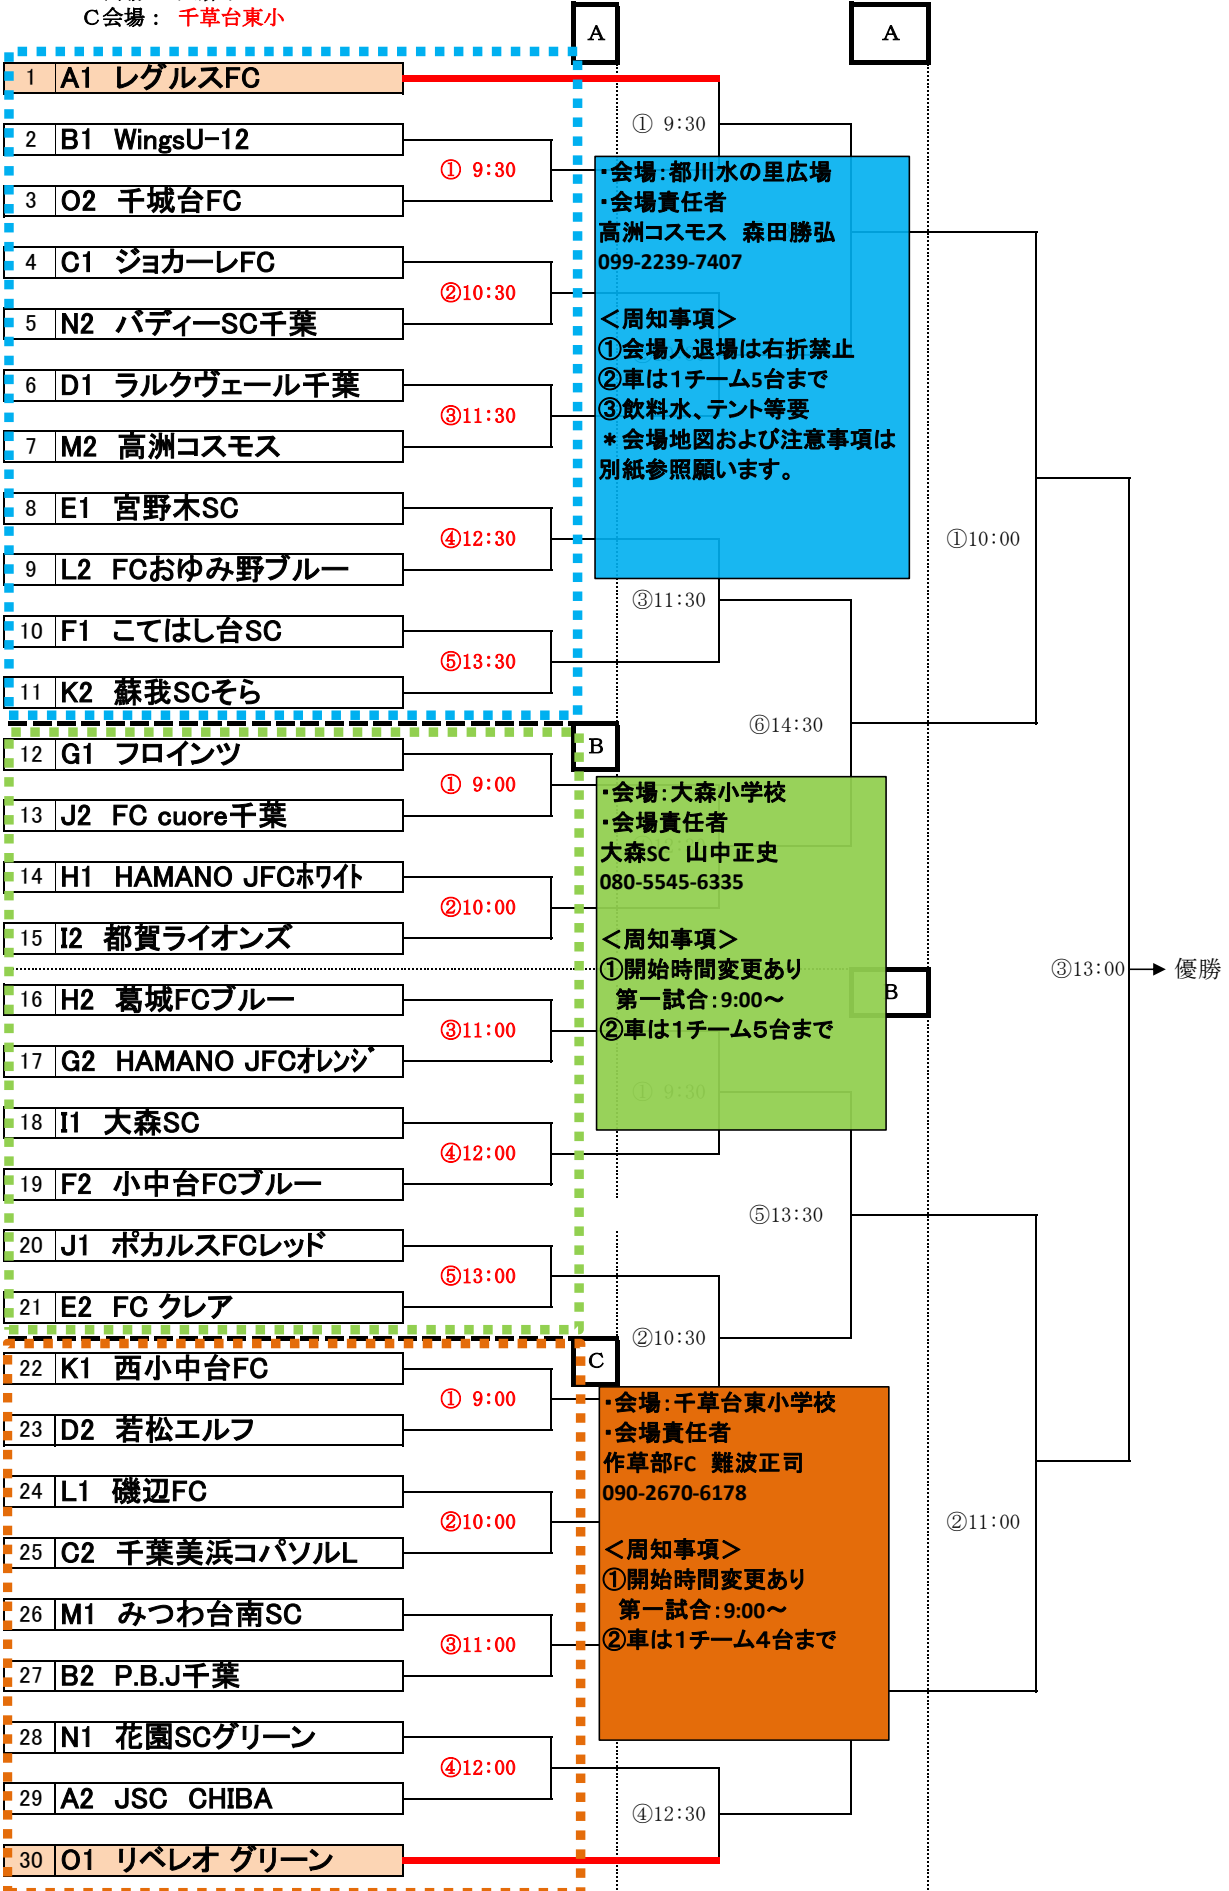 C会場： 千草台東小
A
A
1 A1 レグルスFC
① 9:30
2 B1 WingsU-12
① 9:30
3 O2 千城台FC
4 C1 ジョカーレFC
②10:30
5 N2 バディーSC千葉
6 D1 ラルクヴェール千葉
③11:30
7 M2 高洲コスモス
8 E1 宮野木SC
④12:30
9 L2 FCおゆみ野ブルー
10 F1 こてはし台SC
⑤13:30
11 K2 蘇我SCそら
・会場：都川水の里広場
・会場責任者
高洲コスモス 森田勝弘
099-2239-7407
＜周知事項＞
①会場入退場は右折禁止
②車は1チーム5台まで
③飲料水、テント等要
＊会場地図および注意事項は
別紙参照願います。
③11:30
①10:00
⑥14:30
B
12 G1 フロインツ
① 9:00
13 J2 FC cuore千葉
14 H1 HAMANO JFCホワイト
②10:00
15 I2 都賀ライオンズ
16 H2 葛城FCブルー
③11:00
17 G2 HAMANO JFCオレンジ
18 I1 大森SC
④12:00
19 F2 小中台FCブルー
20 J1 ポカルスFCレッド
⑤13:00
21 E2 FC クレア
・会場：大森小学校
・会場責任者
大森SC 山中正史
080-5545-6335
＜周知事項＞
①開始時間変更あり
第一試合：9:00～
②車は1チーム5台まで
① 9:30
B
③13:00 優勝
⑤13:30
②10:30
C
22 K1 西小中台FC
① 9:00
23 D2 若松エルフ
24 L1 磯辺FC
②10:00
25 C2 千葉美浜コパソルL
26 M1 みつわ台南SC
③11:00
27 B2 P.B.J千葉
28 N1 花園SCグリーン
④12:00
29 A2 JSC CHIBA
30 O1 リベレオ グリーン
・会場：千草台東小学校
・会場責任者
作草部FC 難波正司
090-2670-6178
＜周知事項＞
①開始時間変更あり
第一試合：9:00～
②車は1チーム4台まで
②11:00
④12:30